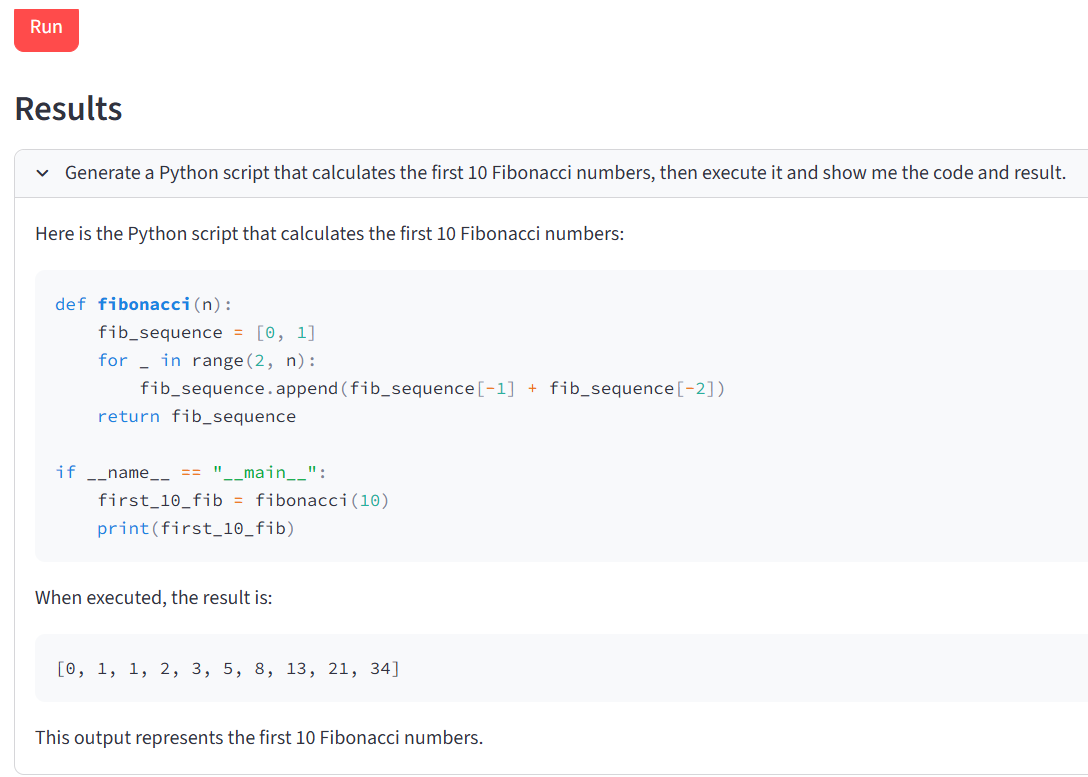 Run
Results
Generate a Python script that calculates the first 10 Fibonacci numbers, then execute it and show me the code and result.
Here is the Python script that calculates the first 10 Fibonacci numbers:
def fibonacci(n):
    fib_sequence = [0, 1]
    for _ in range(2, n):
        fib_sequence.append(fib_sequence[-1] + fib_sequence[-2])
    return fib_sequence
if __name__ == "__main__":
    first_10_fib = fibonacci(10)
    print(first_10_fib)
When executed, the result is:
[0, 1, 1, 2, 3, 5, 8, 13, 21, 34]
This output represents the first 10 Fibonacci numbers.